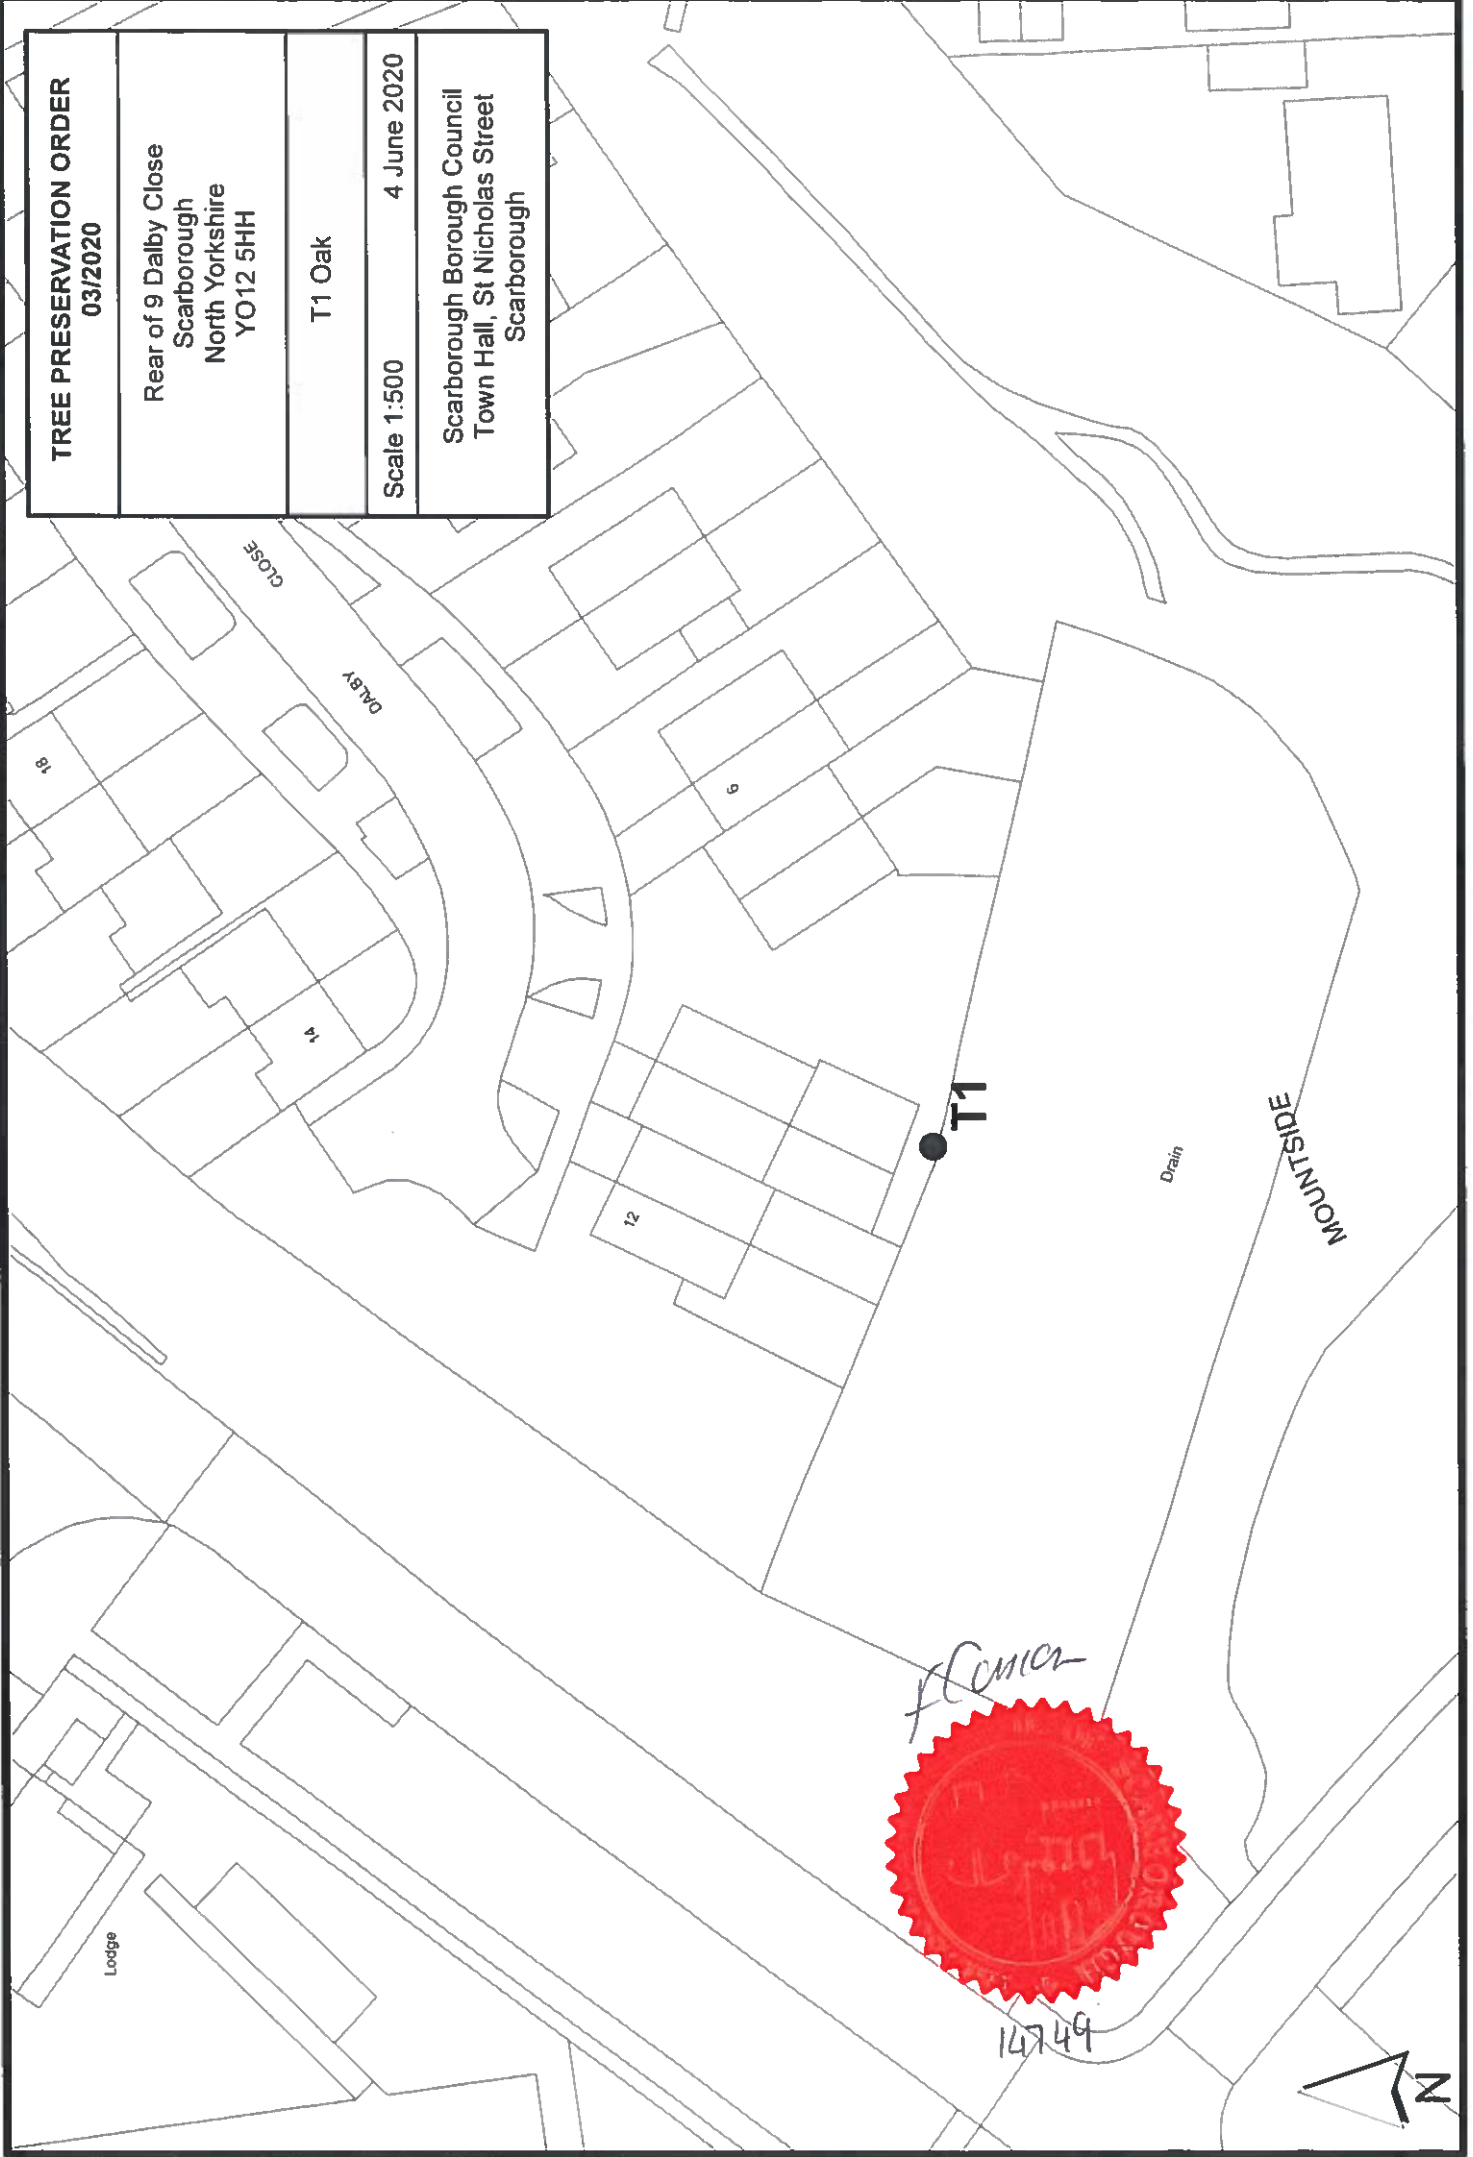 TREE PRESERVATION ORDER
03/2020
Rear of 9 Dalby Close
Scarborough
North Yorkshire
YO12 5HH
T1 Oak
Scale 1:500 4 June 2020
Scarborough Borough Council
Town Hall, St Nicholas Street
Scarborough
CLOSE
DALBY
18
14
6
12
T1
Drain
MOUNTSIDE
Lodge
14749
N